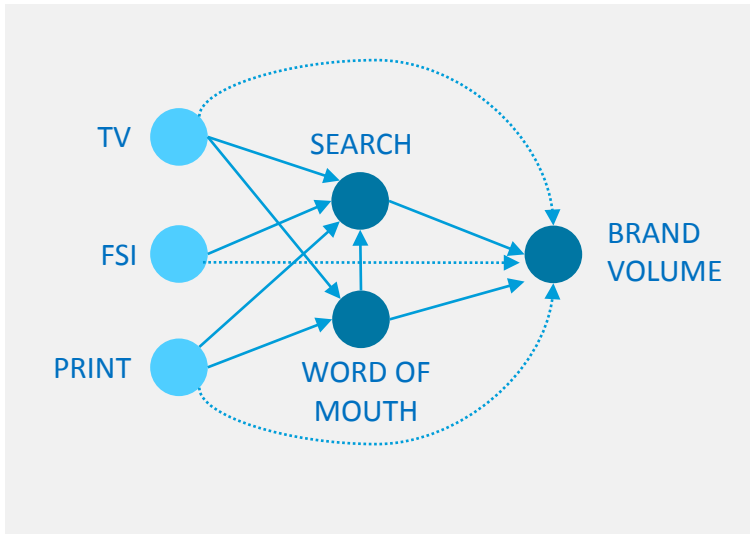 TV
SEARCH
FSI
BRAND
VOLUME
PRINT
WORD OF
MOUTH